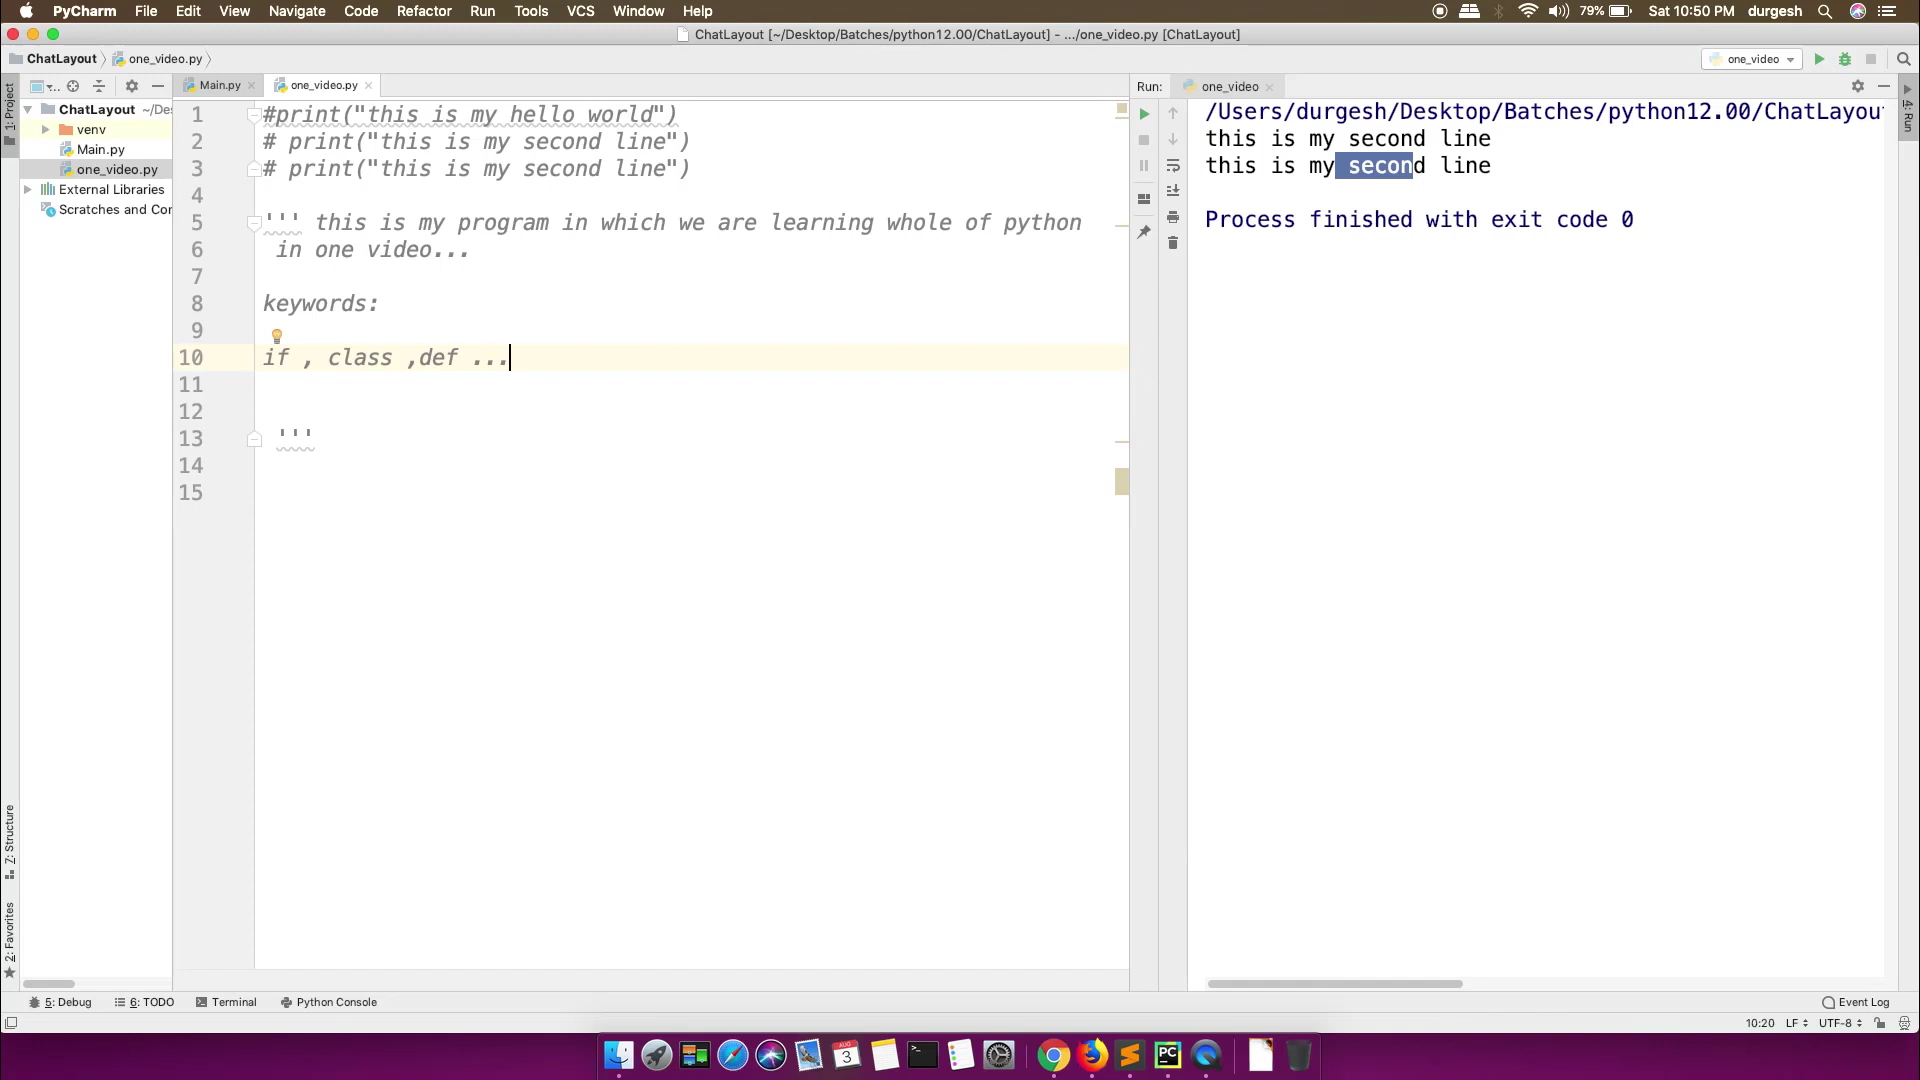 PyCharm File Edit View Navigate Code Refactor Run Tools VCS Window Help 79% Sat 10:50 PM durgesh
ChatLayout [~/Desktop/Batches/python12.00/ChatLayout] - .../one_video.py [ChatLayout]
ChatLayout one_video.py one_video
Main.py one_video.py Run: one_video
1: Project
ChatLayout ~/Des
venv
Main.py
one_video.py
External Libraries
Scratches and Cor
1 #print("this is my hello world")
2 # print("this is my second line")
3 # print("this is my second line")
4
5 ''' this is my program in which we are learning whole of python
6 in one video...
7
8 keywords:
9
10 if , class ,def ...
11
12
13 '''
14
15
/Users/durgesh/Desktop/Batches/python12.00/ChatLayou
this is my second line
this is my second line
Process finished with exit code 0
4: Run
Z: Structure
2: Favorites
5: Debug 6: TODO Terminal Python Console Event Log
10:20 LF UTF-8
AUG
3
PC